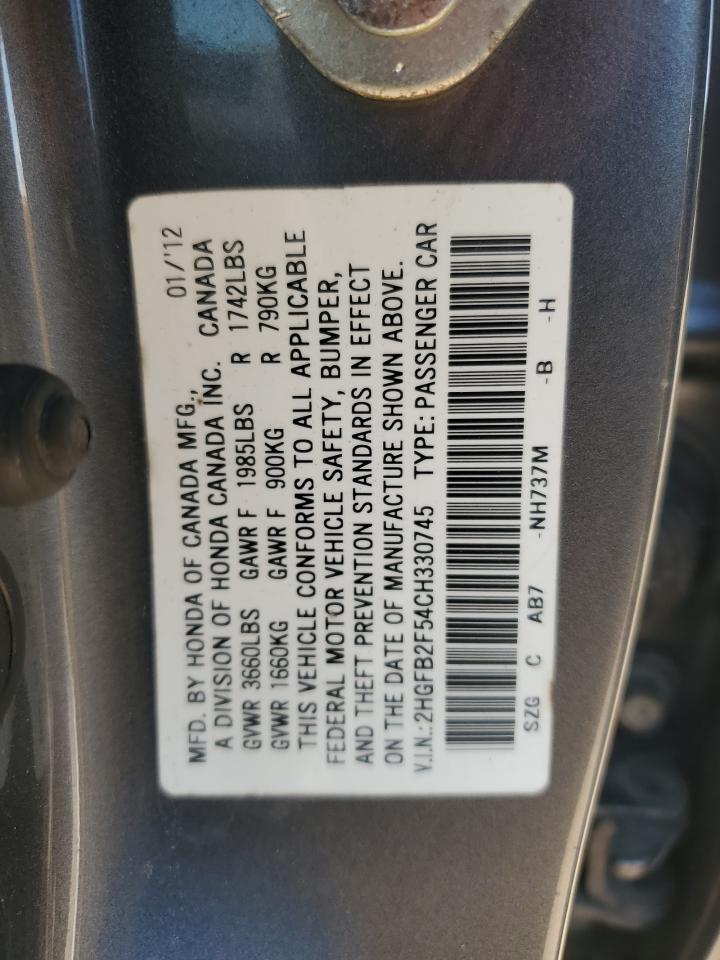 MFD. BY HONDA OF CANADA MFG., 01/'12
A DIVISION OF HONDA CANADA INC. CANADA
GVWR 3660LBS GAWR F 1985LBS R 1742LBS
GVWR 1660KG GAWR F 900KG R 790KG
THIS VEHICLE CONFORMS TO ALL APPLICABLE
FEDERAL MOTOR VEHICLE SAFETY, BUMPER,
AND THEFT PREVENTION STANDARDS IN EFFECT
ON THE DATE OF MANUFACTURE SHOWN ABOVE.
V.I.N.:2HGFB2F54CH330745 TYPE:PASSENGER CAR
SZG C AB7 -NH737M -B -H